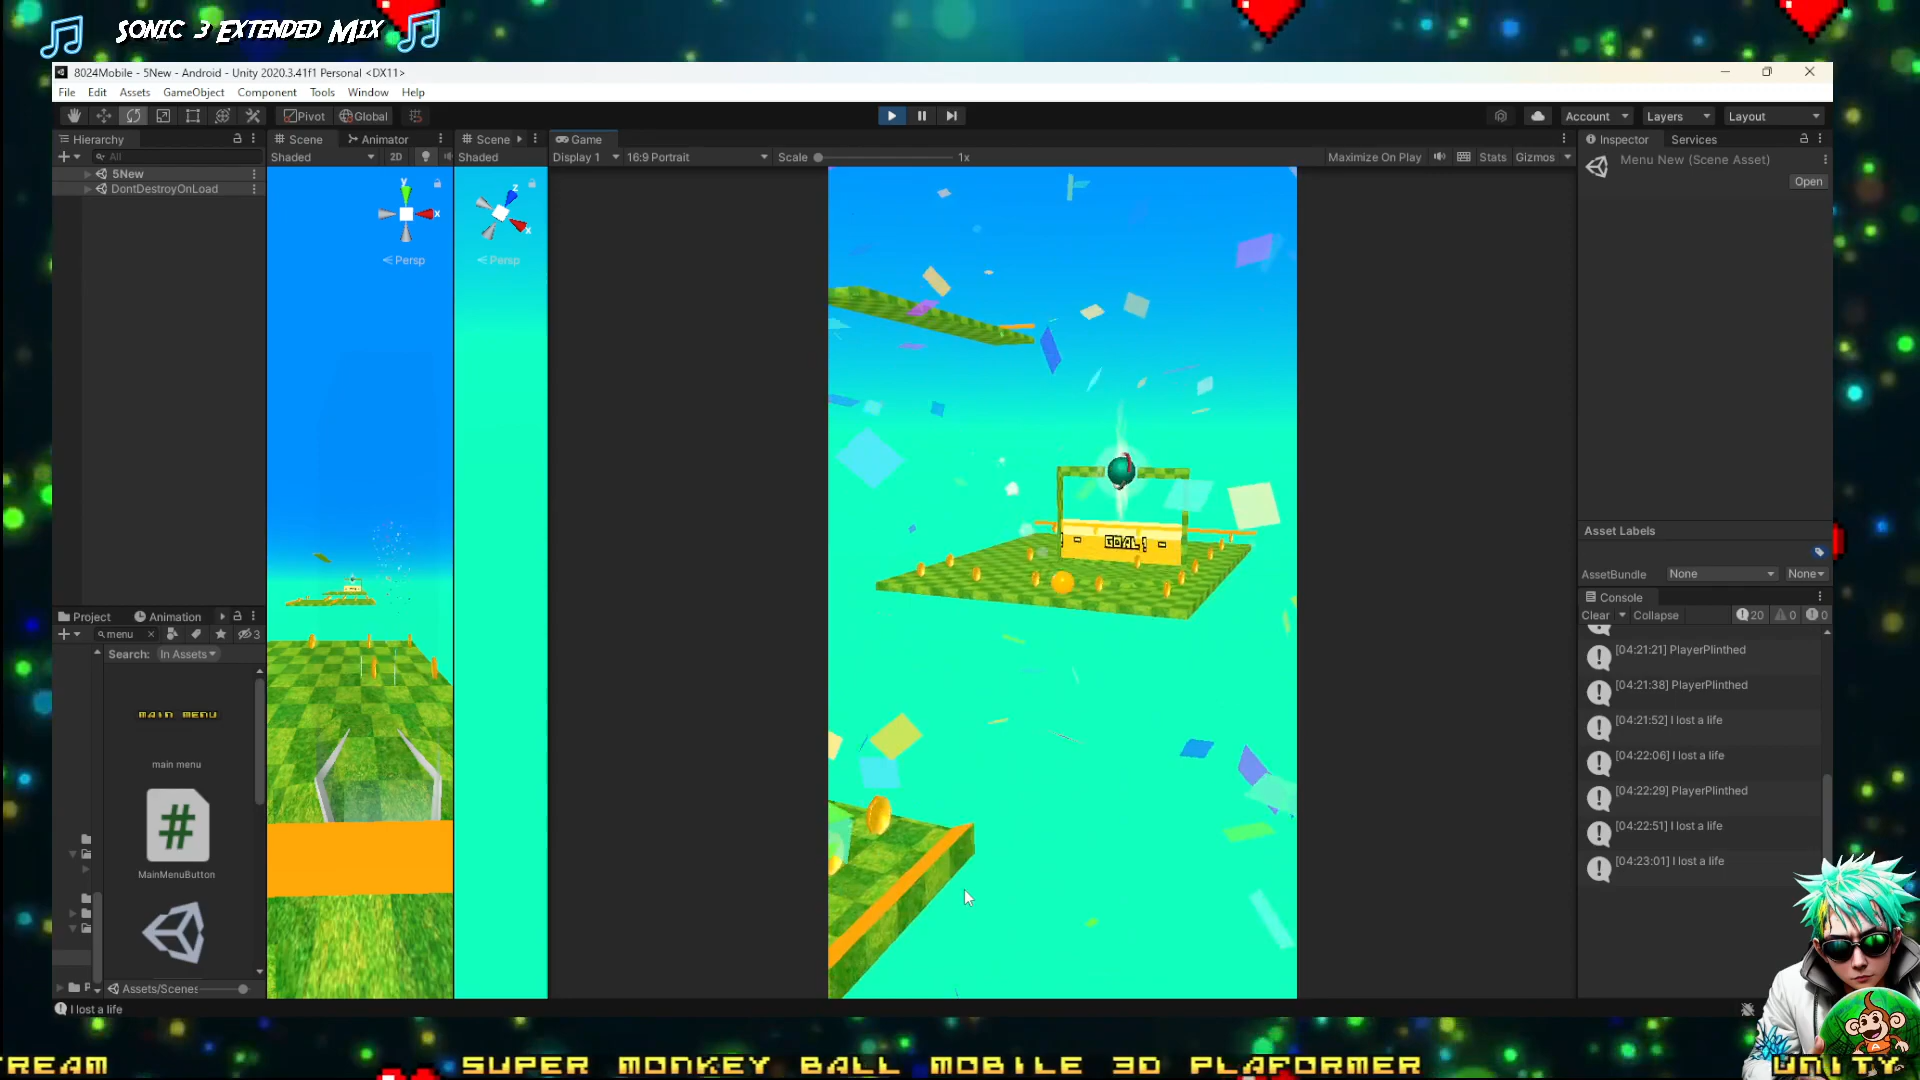 Sonic 3 Extended Mix
8024Mobile - 5New - Android - Unity 2020.3.41f1 Personal <DX11>
File Edit Assets GameObject Component Tools Window Help
Pivot Global Account Layers Layout
Hierarchy Scene Animator Scene Game Inspector Services
All Shaded 2D Shaded Display 1 16:9 Portrait Scale 1x Maximize On Play Stats Gizmos
Menu New (Scene Asset)
Open
5New
DontDestroyOnLoad
y x z x
Persp Persp
GOAL!
Asset Labels
AssetBundle None None
Console
Clear Collapse 20 0 0
[04:21:21] PlayerPlinthed
[04:21:38] PlayerPlinthed
[04:21:52] I lost a life
[04:22:06] I lost a life
[04:22:29] PlayerPlinthed
[04:22:51] I lost a life
[04:23:01] I lost a life
Project Animation
menu 3
Search: In Assets
MAIN MENU
main menu
#
MainMenuButton
P Assets/Scenes
I lost a life
TREAM SUPER MONKEY BALL MOBILE 3D PLAFORMER UNITY